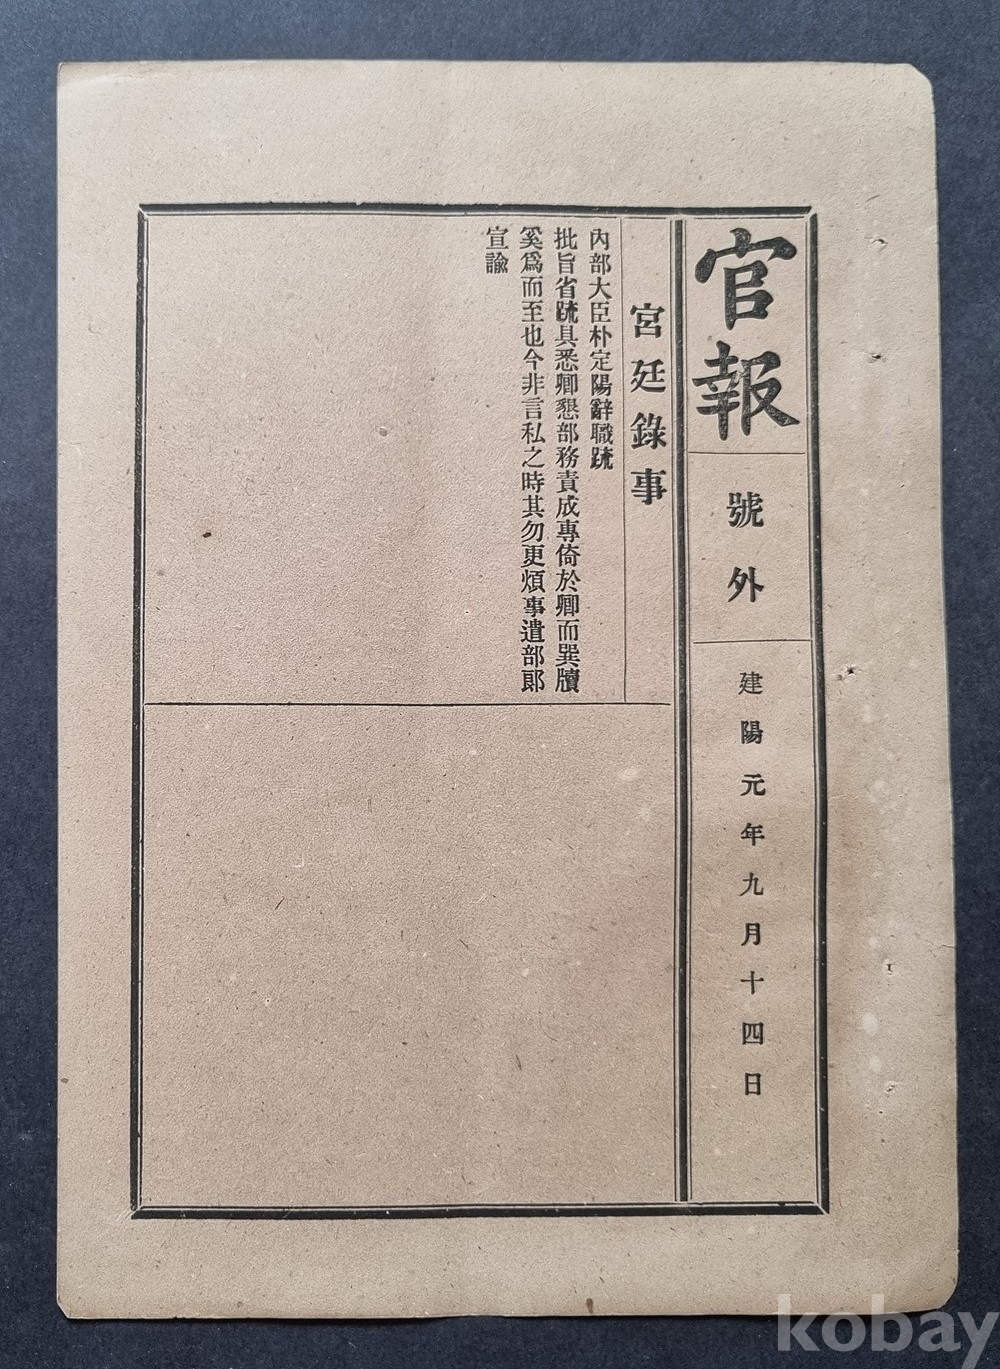 官報
號外
建陽元年九月十四日
宮廷錄事
內部大臣朴定陽辭職疏
批旨省疏具悉卿懇部務責成專倚於卿而巽牘
奚爲而至也今非言私之時其勿更煩事遣部郞
宣諭
kobay